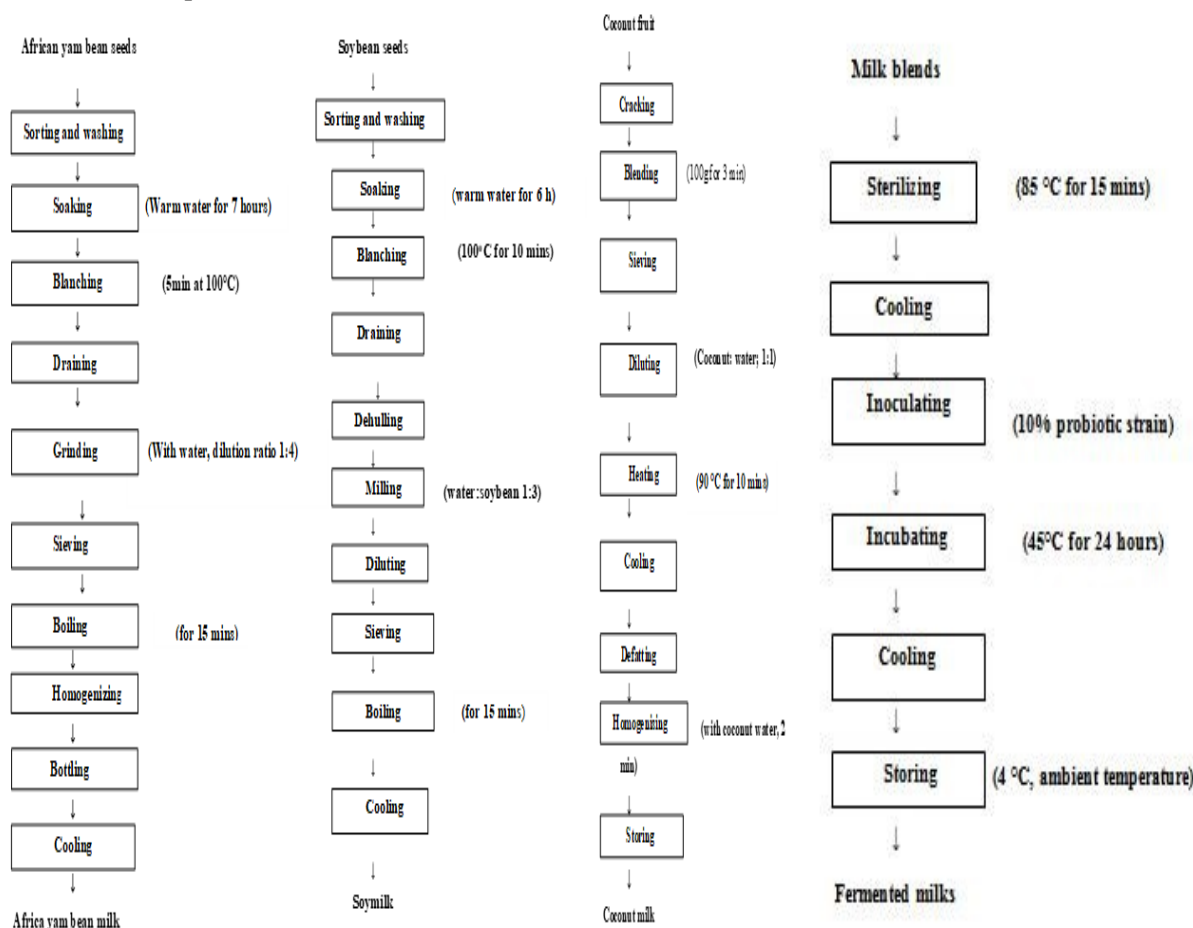 African yam bean seeds
Sorting and washing
Soaking
(Warm water for 7 hours)
Blanching
(5min at 100°C)
Draining
Grinding
(With water, dilution ratio 1:4)
Sieving
Boiling
(for 15 mins)
Homogenizing
Bottling
Cooling
Africa yam bean milk
Soybean seeds
Sorting and washing
Soaking
(warm water for 6 h)
Blanching
(100°C for 10 mins)
Draining
Dehulling
Milling
(water:soybean 1:3)
Diluting
Sieving
Boiling
(for 15 mins)
Cooling
Soymilk
Coconut fruit
Cracking
Blending
(100g for 3 min)
Sieving
Diluting
(Coconut: water; 1:1)
Heating
(90 °C for 10 mins)
Cooling
Defatting
Homogenizing
(with coconut water, 2
min)
Storing
Coconut milk
Milk blends
Sterilizing
(85 °C for 15 mins)
Cooling
Inoculating
(10% probiotic strain)
Incubating
(45°C for 24 hours)
Cooling
Storing
(4 °C, ambient temperature)
Fermented milks